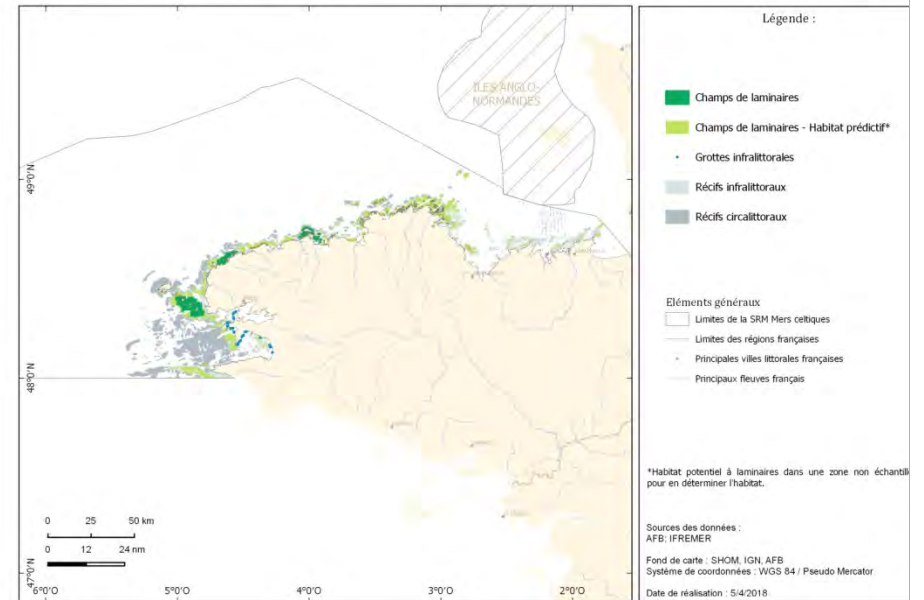 ILES ANGLO-
NORMANDES
49°0'N
48°0'N
47°0'N
6°0'O
5°0'O
4°0'O
3°0'O
2°0'O
0 25 50 km
0 12 24 nm
Légende :
Champs de laminaires
Champs de laminaires - Habitat prédictif*
Grottes infralittorales
Récifs infralittoraux
Récifs circalittoraux
Eléments généraux
Limites de la SRM Mers celtiques
Limites des régions françaises
Principales villes littorales françaises
Principaux fleuves français
*Habitat potentiel à laminaires dans une zone non échantill
pour en déterminer l'habitat.
Sources des données :
AFB; IFREMER
Fond de carte : SHOM, IGN, AFB
Système de coordonnées : WGS 84 / Pseudo Mercator
Date de réalisation : 5/4/2018